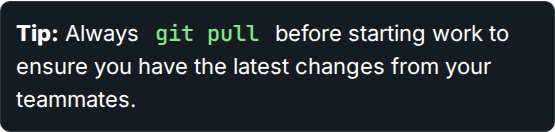 Tip: Always git pull before starting work to
ensure you have the latest changes from your
teammates.